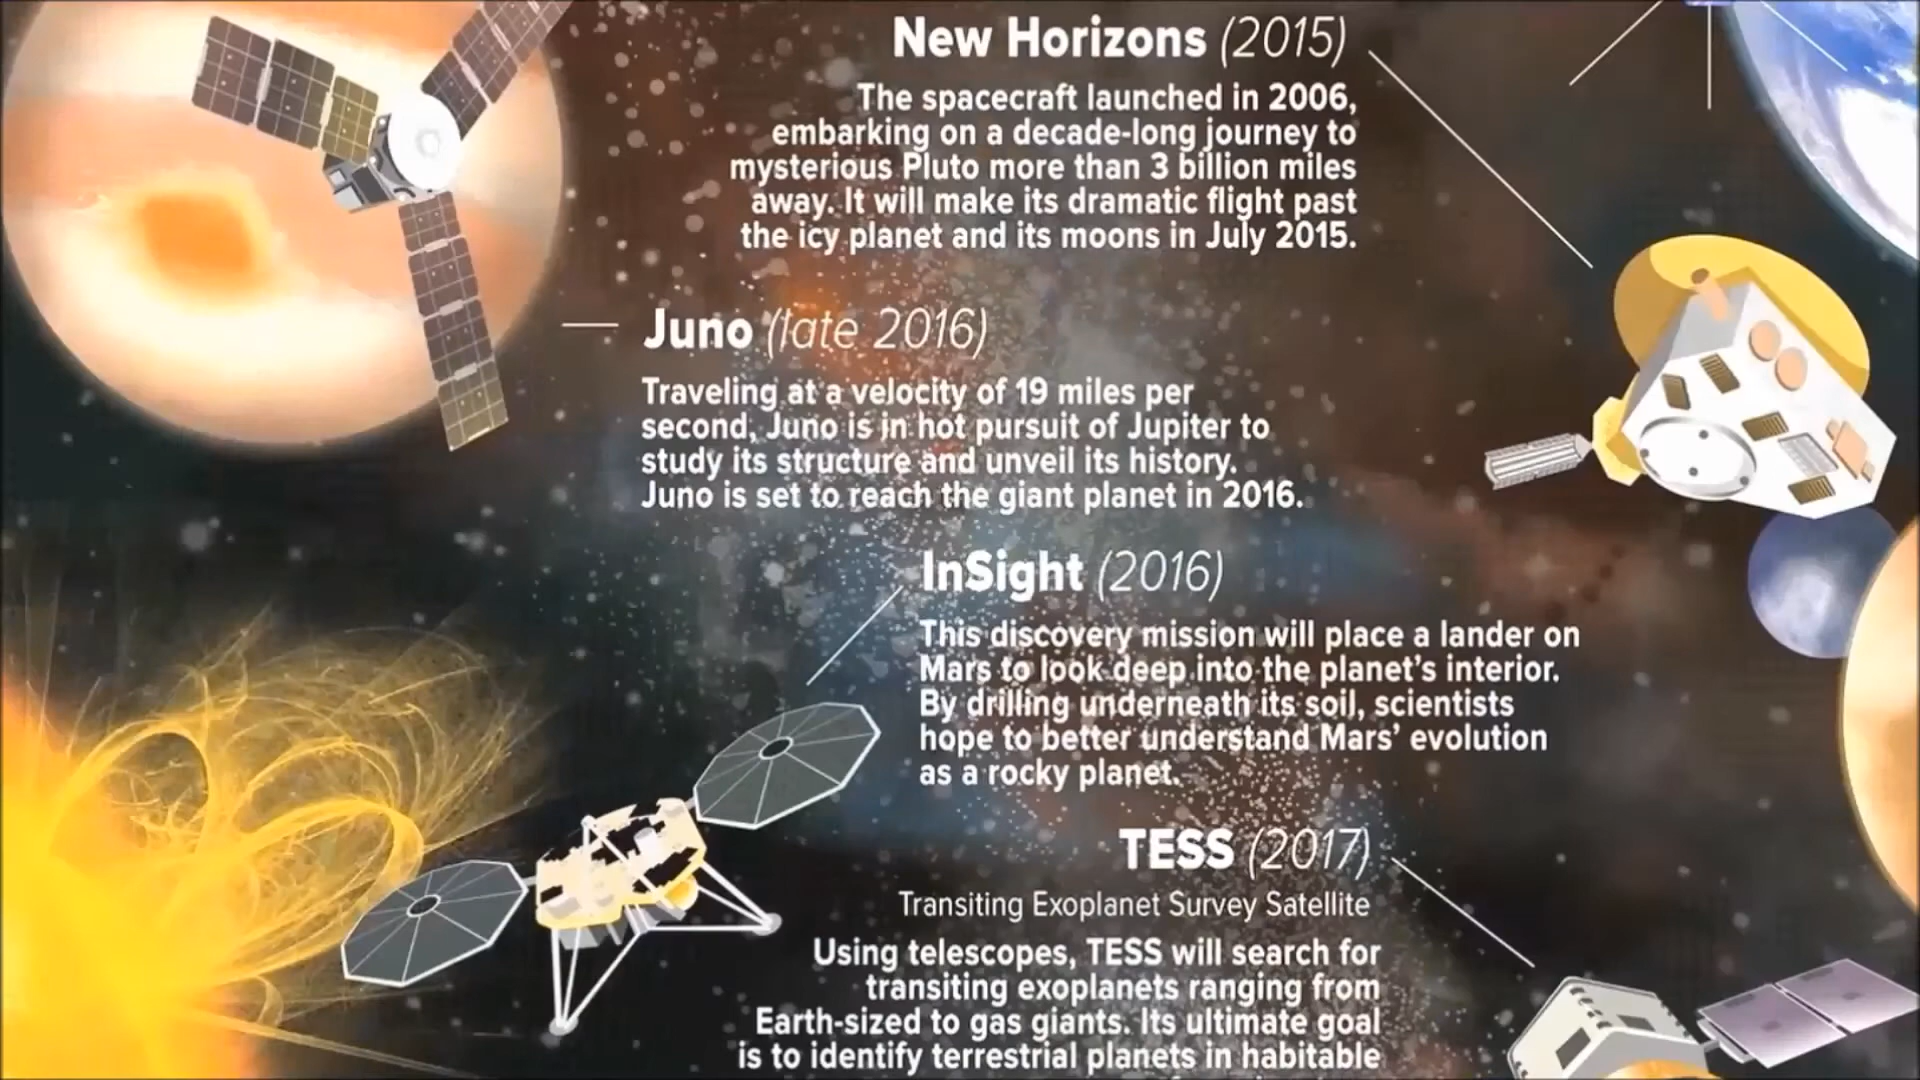 New Horizons (2015)
The spacecraft launched in 2006,
embarking on a decade-long journey to
mysterious Pluto more than 3 billion miles
away. It will make its dramatic flight past
the icy planet and its moons in July 2015.
Juno (late 2016)
Traveling at a velocity of 19 miles per
second, Juno is in hot pursuit of Jupiter to
study its structure and unveil its history.
Juno is set to reach the giant planet in 2016.
InSight (2016)
This discovery mission will place a lander on
Mars to look deep into the planet's interior.
By drilling underneath its soil, scientists
hope to better understand Mars' evolution
as a rocky planet.
TESS (2017)
Transiting Exoplanet Survey Satellite
Using telescopes, TESS will search for
transiting exoplanets ranging from
Earth-sized to gas giants. Its ultimate goal
is to identify terrestrial planets in habitable